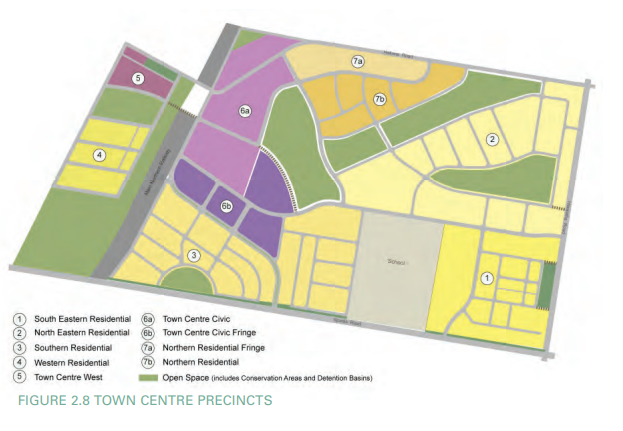 7a
5
6a
7b
2
4
6b
3
School
1
1 South Eastern Residential
2 North Eastern Residential
3 Southern Residential
4 Western Residential
5 Town Centre West
6a Town Centre Civic
6b Town Centre Civic Fringe
7a Northern Residential Fringe
7b Northern Residential
Open Space (includes Conservation Areas and Detention Basins)
FIGURE 2.8 TOWN CENTRE PRECINCTS